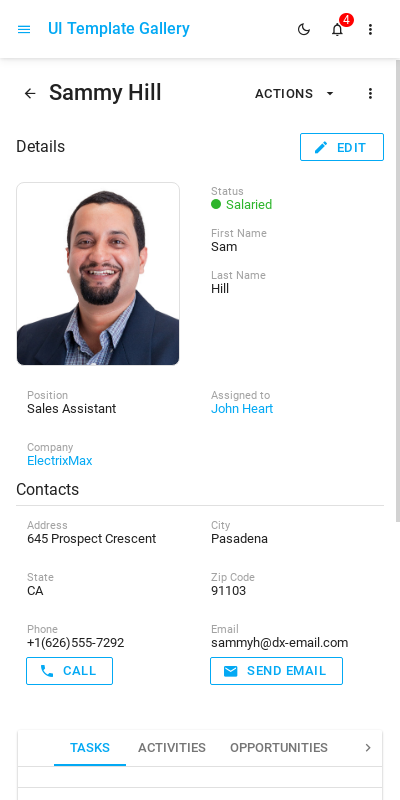 UI Template Gallery
4
Sammy Hill
ACTIONS
Details
EDIT
Status
Salaried
First Name
Sam
Last Name
Hill
Position
Sales Assistant
Assigned to
John Heart
Company
ElectrixMax
Contacts
Address
645 Prospect Crescent
City
Pasadena
State
CA
Zip Code
91103
Phone
+1(626)555-7292
Email
sammyh@dx-email.com
CALL
SEND EMAIL
TASKS ACTIVITIES OPPORTUNITIES